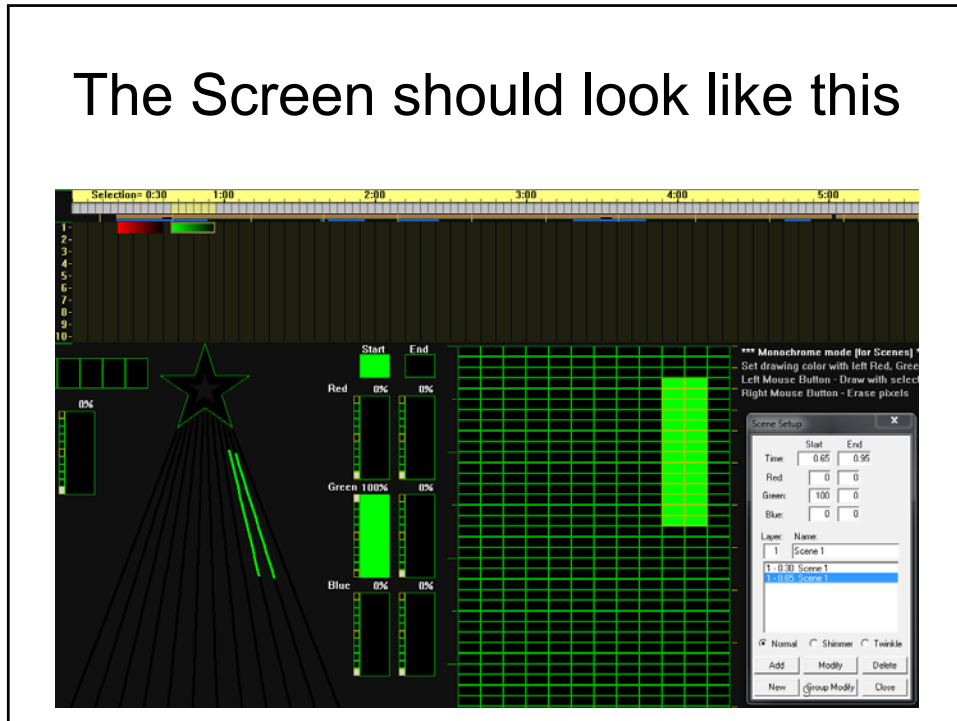 The Screen should look like this
Selection= 0:30 1:00 2:00 3:00 4:00 5:00
1-
2-
3-
4-
5-
6-
7-
8-
9-
10-
Start End
Red 0% 0%
0%
Green 100% 0%
Blue 0% 0%
*** Monochrome mode (for Scenes) *
Set drawing color with left Red, Gree
Left Mouse Button - Draw with selec
Right Mouse Button - Erase pixels
Scene Setup x
Start End
Time: 0.65 0.95
Red: 0 0
Green: 100 0
Blue: 0 0
Layer: Name:
1 Scene 1
1 - 0.30 Scene 1
1 - 0.65 Scene 1
Normal Shimmer Twinkle
Add Modify Delete
New Group Modify Close